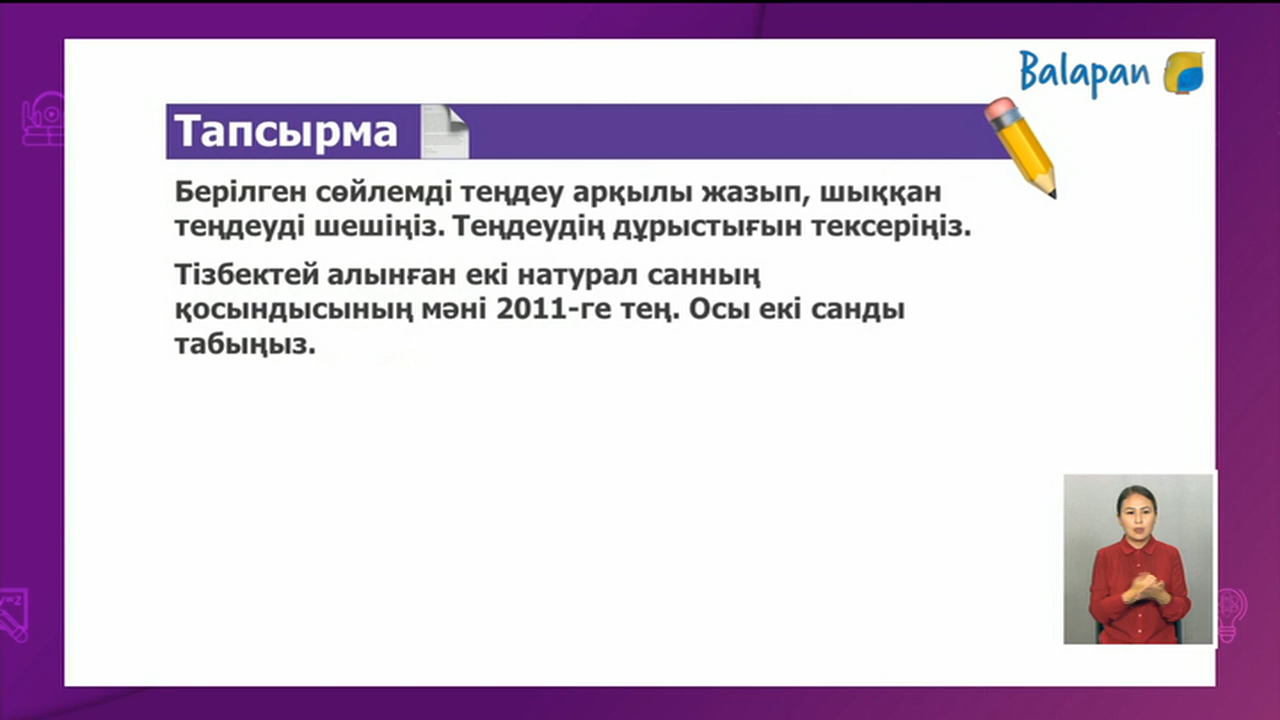 Balapan
Тапсырма
Берілген сөйлемді теңдеу арқылы жазып, шыққан
теңдеуді шешіңіз. Теңдеудің дұрыстығын тексеріңіз.
Тізбектей алынған екі натурал санның
қосындысының мәні 2011-ге тең. Осы екі санды
табыңыз.